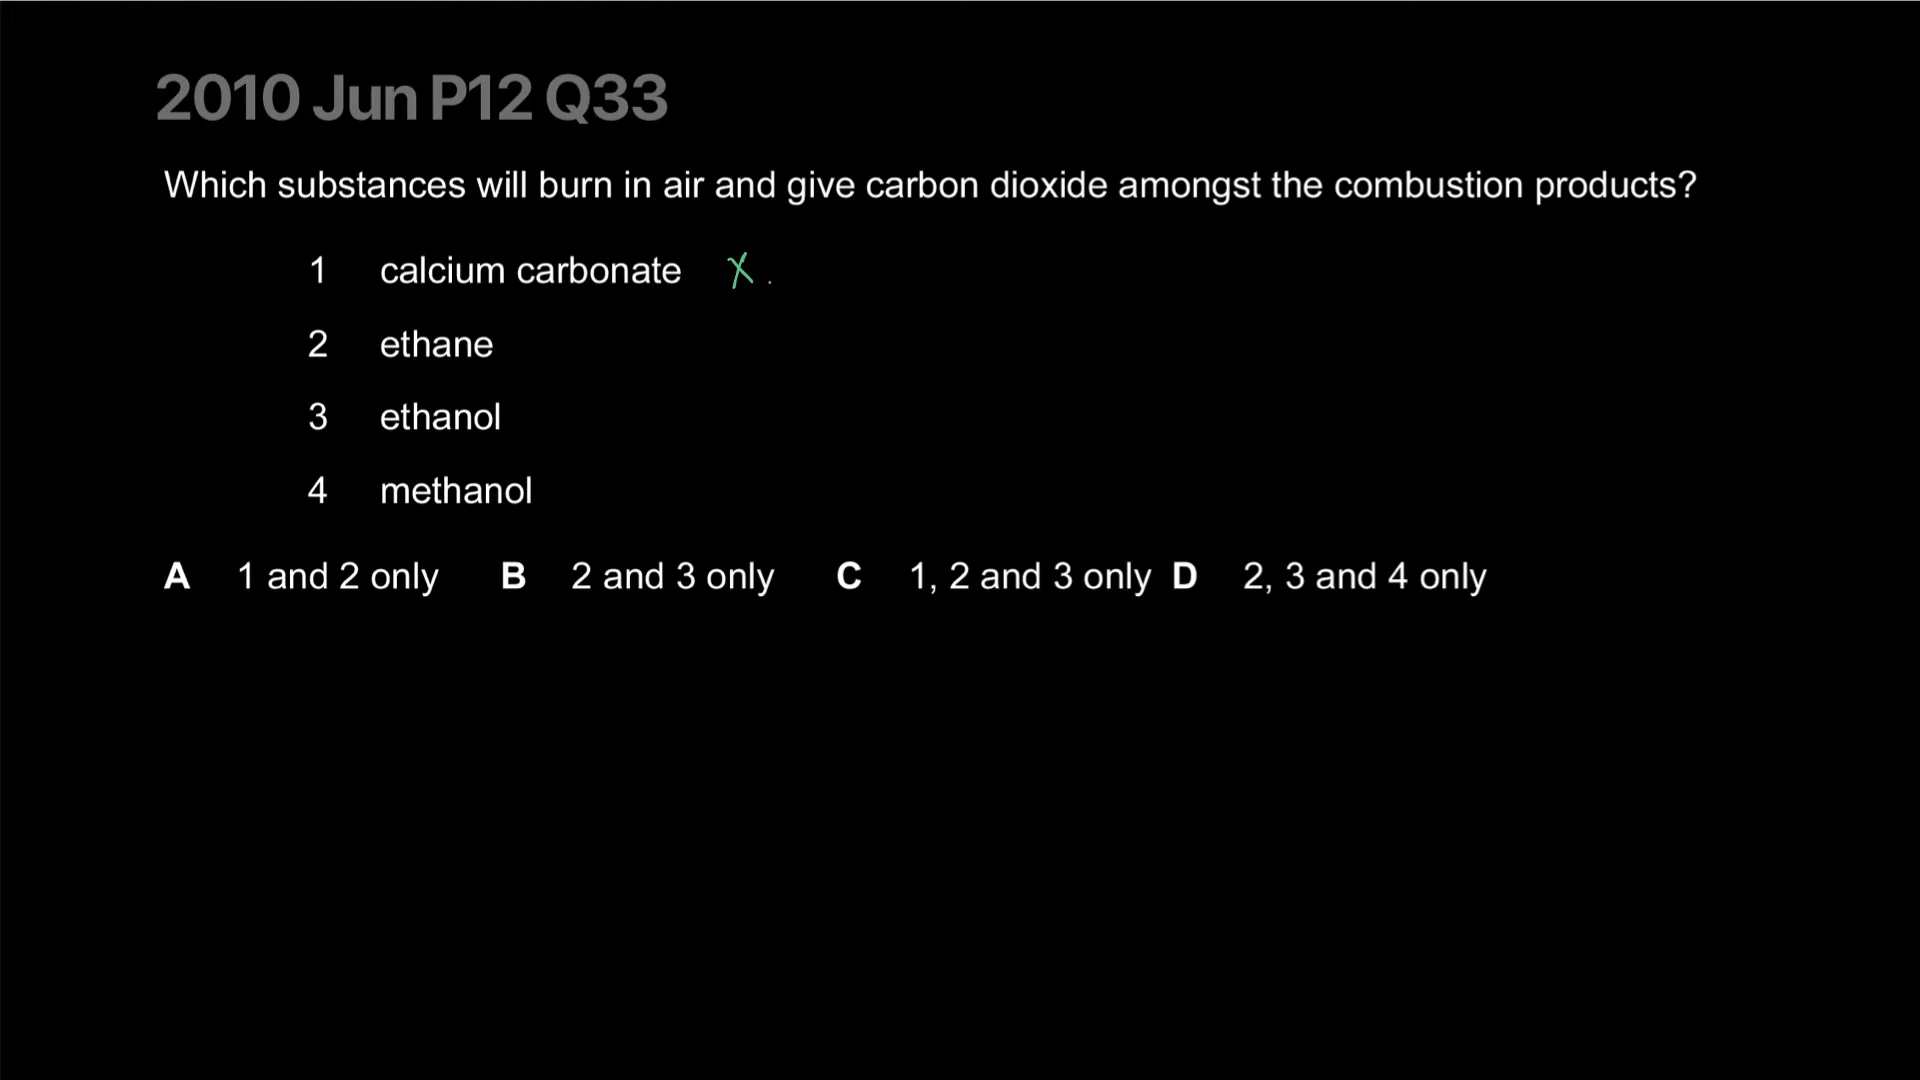 2010 Jun P12 Q33
Which substances will burn in air and give carbon dioxide amongst the combustion products?
1 calcium carbonate X .
2 ethane
3 ethanol
4 methanol
A 1 and 2 only B 2 and 3 only C 1, 2 and 3 only D 2, 3 and 4 only